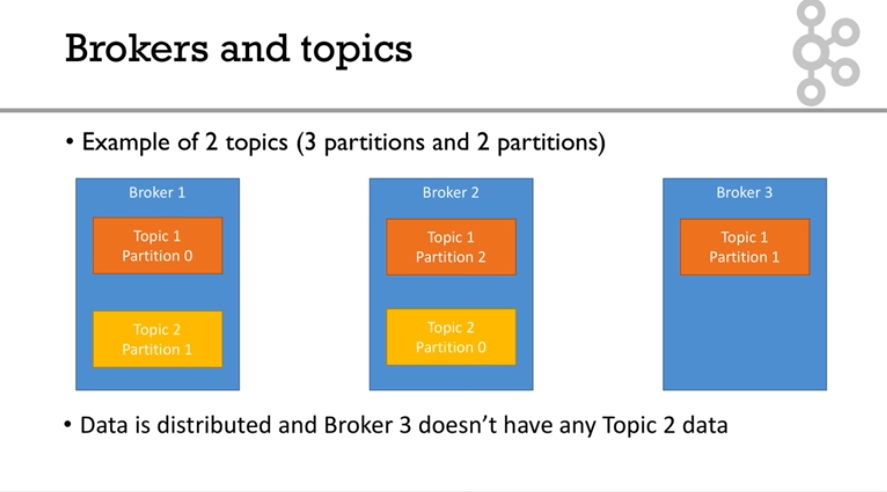 Brokers and topics
• Example of 2 topics (3 partitions and 2 partitions)
Broker 1
Topic 1
Partition 0
Topic 2
Partition 1
Broker 2
Topic 1
Partition 2
Topic 2
Partition 0
Broker 3
Topic 1
Partition 1
• Data is distributed and Broker 3 doesn’t have any Topic 2 data